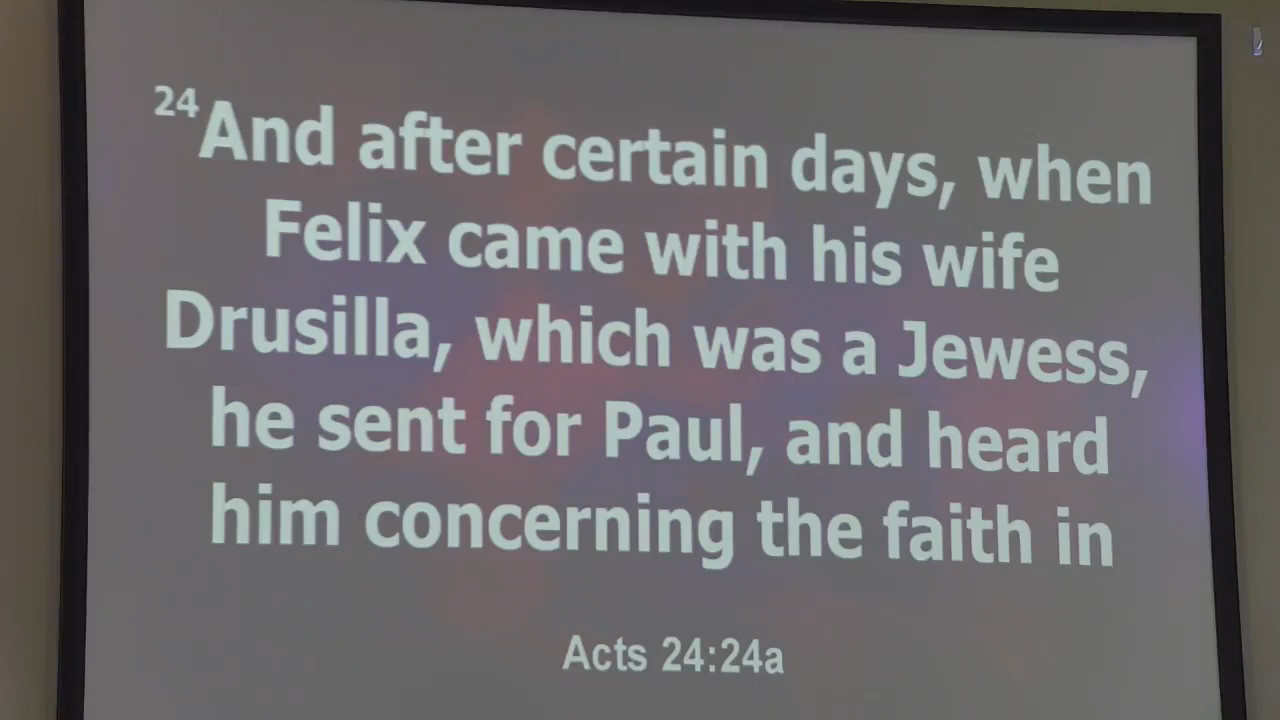 24And after certain days, when
Felix came with his wife
Drusilla, which was a Jewess,
he sent for Paul, and heard
him concerning the faith in
Acts 24:24a